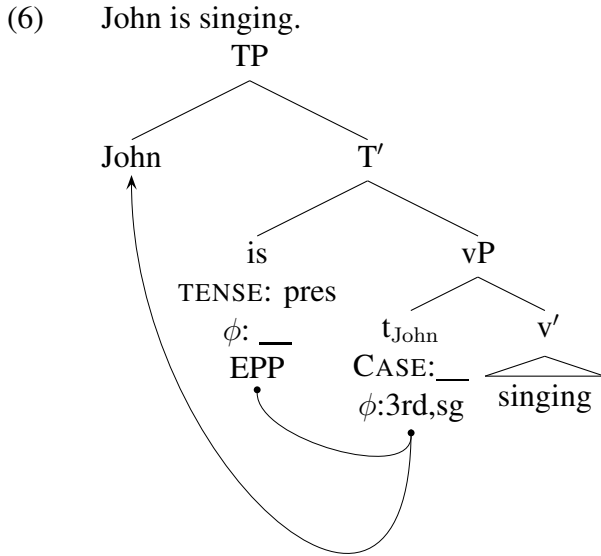 (6) John is singing.
TP
John T′
is vP
TENSE: pres t_John v′
ϕ: __ CASE:__ singing
EPP ϕ:3rd,sg